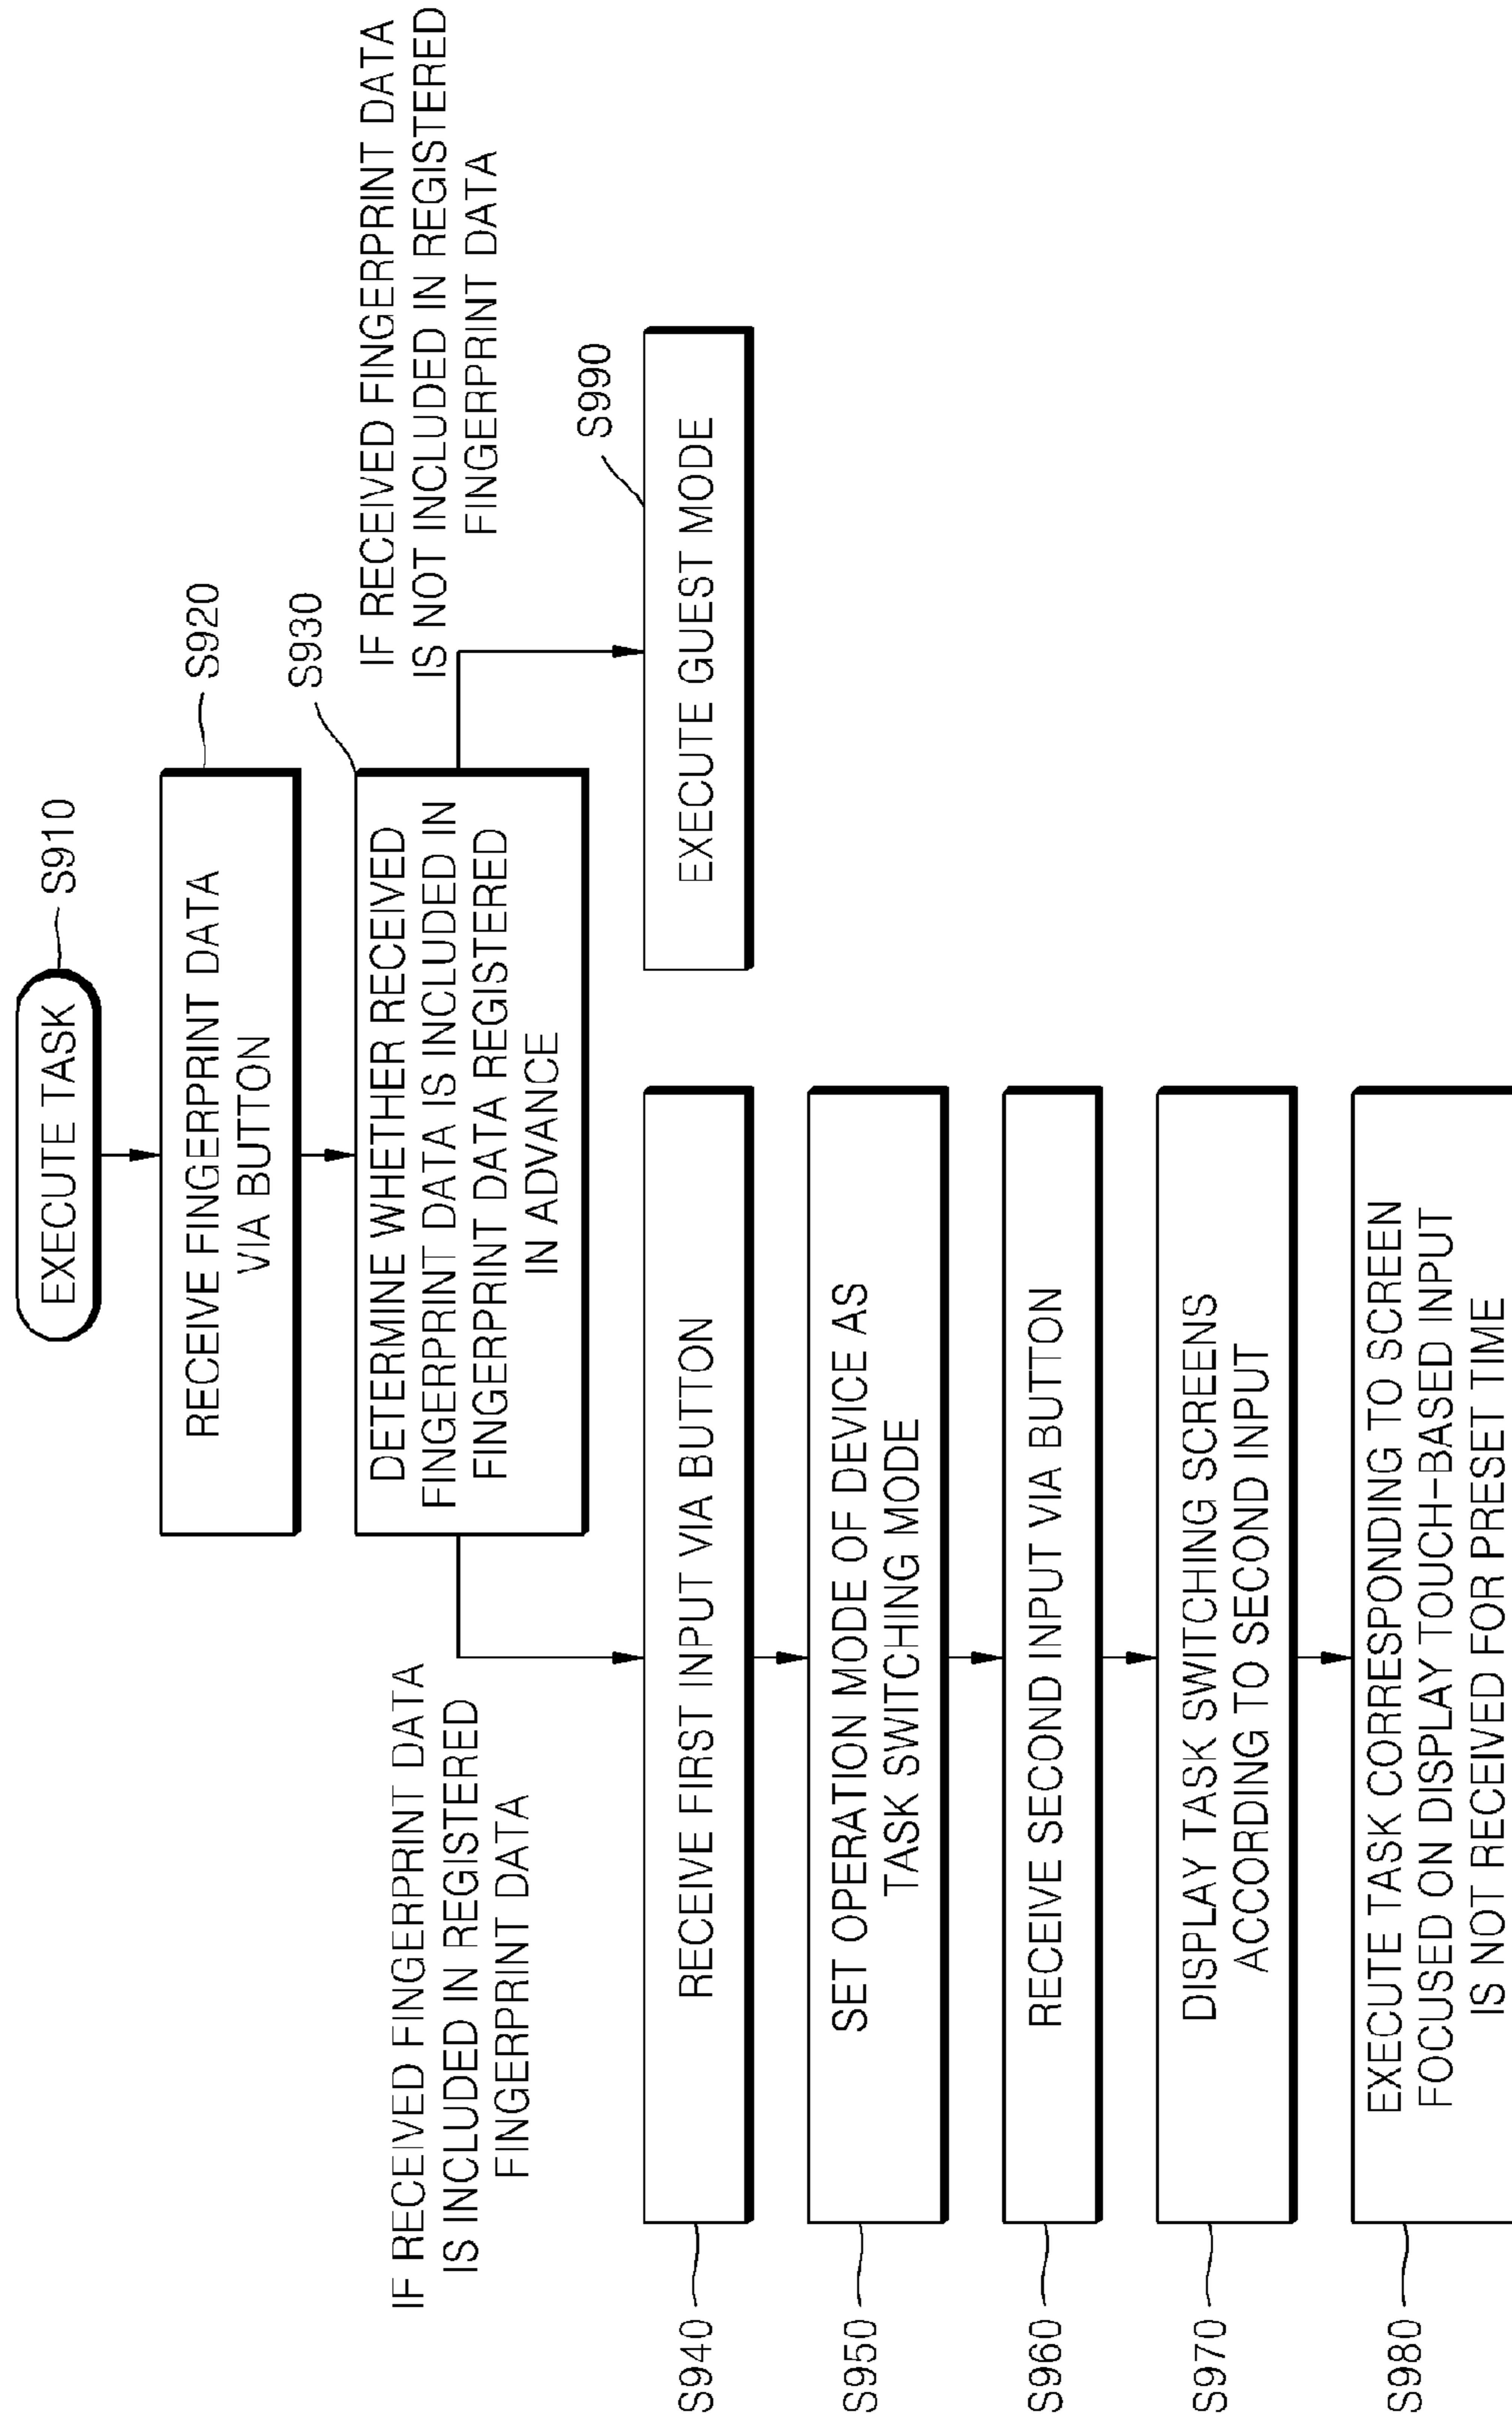 EXECUTE TASK
S910
RECEIVE FINGERPRINT DATA
VIA BUTTON
S920
S930
DETERMINE WHETHER RECEIVED
FINGERPRINT DATA IS INCLUDED IN
FINGERPRINT DATA REGISTERED
IN ADVANCE
IF RECEIVED FINGERPRINT DATA
IS INCLUDED IN REGISTERED
FINGERPRINT DATA
IF RECEIVED FINGERPRINT DATA
IS NOT INCLUDED IN REGISTERED
FINGERPRINT DATA
S940
RECEIVE FIRST INPUT VIA BUTTON
S990
EXECUTE GUEST MODE
S950
SET OPERATION MODE OF DEVICE AS
TASK SWITCHING MODE
S960
RECEIVE SECOND INPUT VIA BUTTON
S970
DISPLAY TASK SWITCHING SCREENS
ACCORDING TO SECOND INPUT
S980
EXECUTE TASK CORRESPONDING TO SCREEN
FOCUSED ON DISPLAY TOUCH-BASED INPUT
IS NOT RECEIVED FOR PRESET TIME